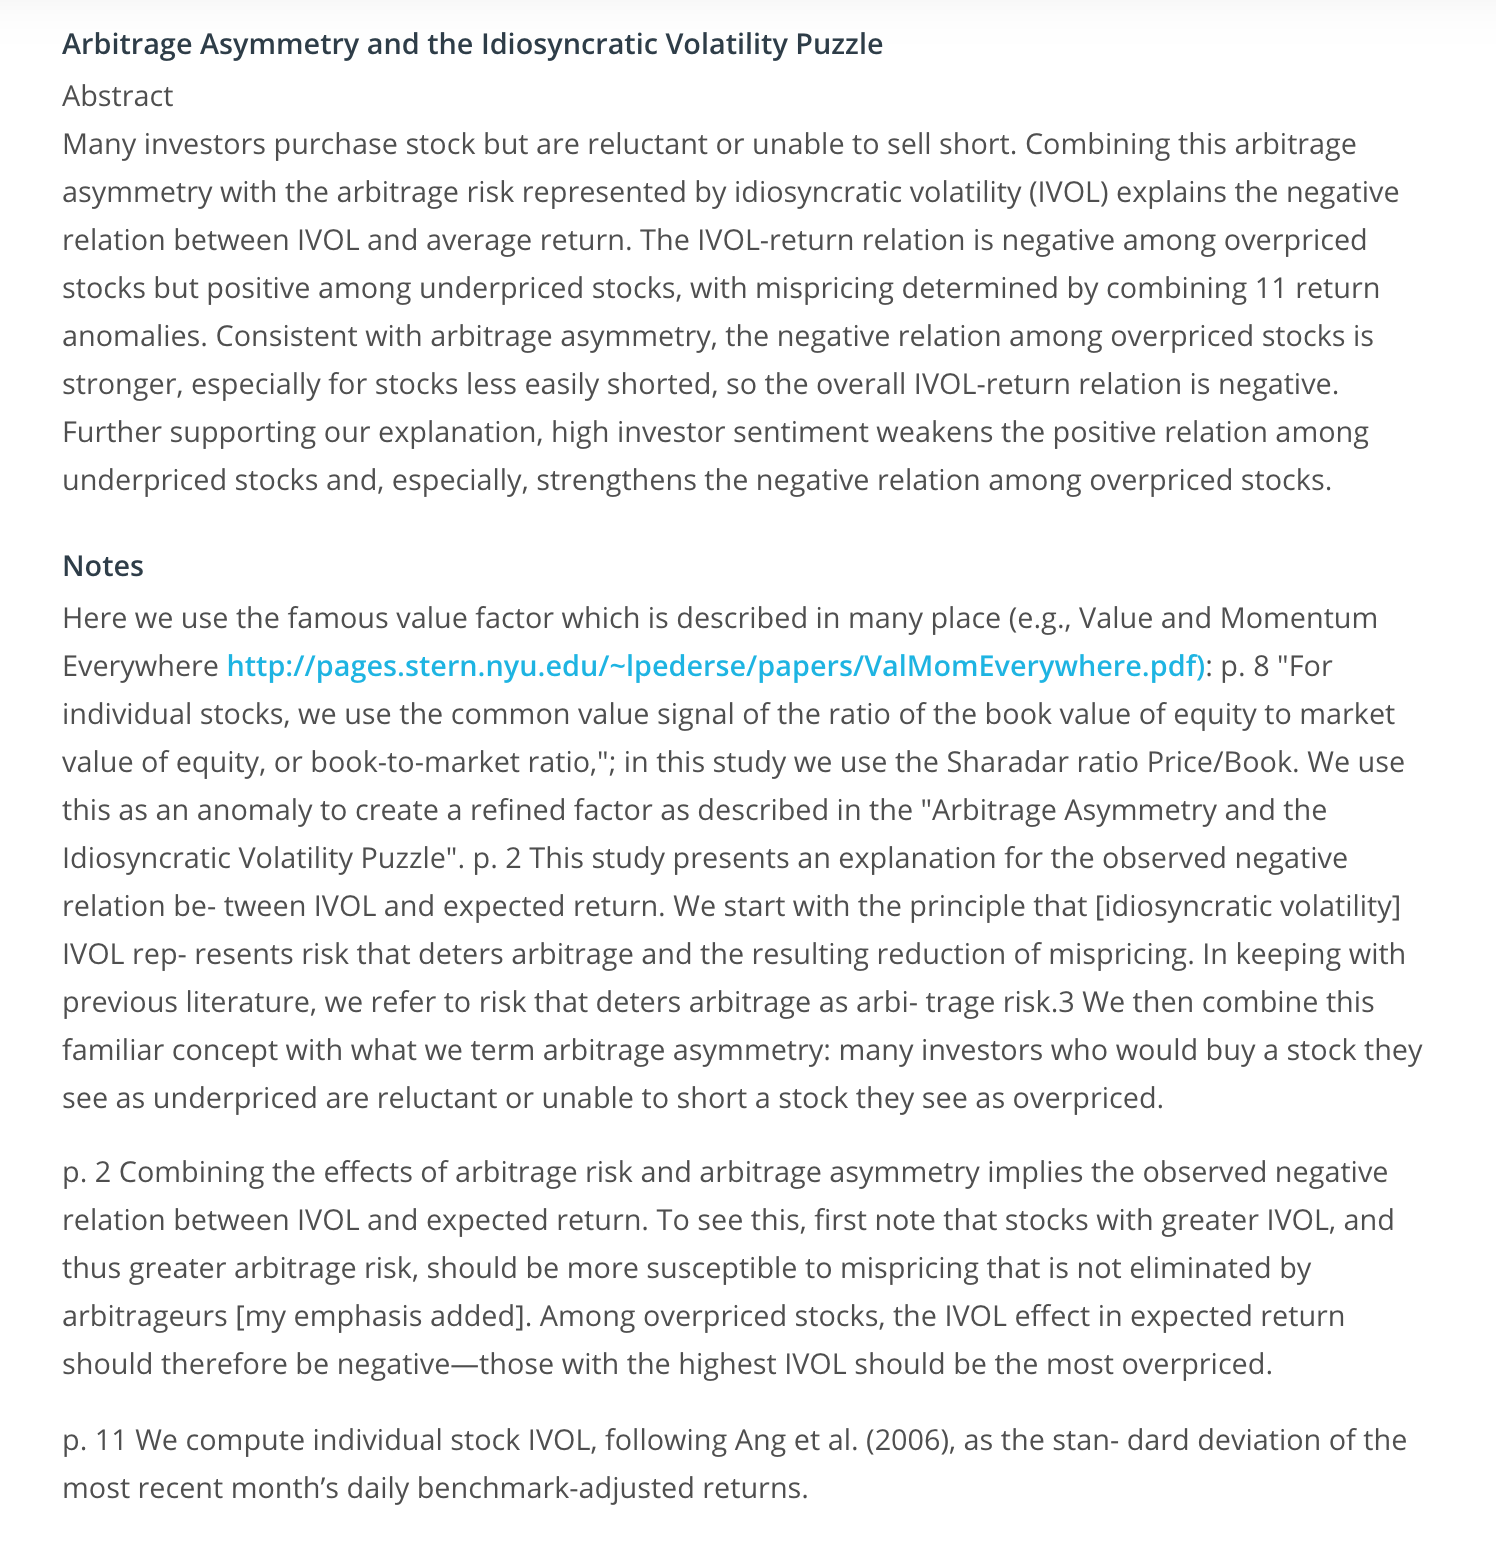 Arbitrage Asymmetry and the Idiosyncratic Volatility Puzzle
Abstract
Many investors purchase stock but are reluctant or unable to sell short. Combining this arbitrage
asymmetry with the arbitrage risk represented by idiosyncratic volatility (IVOL) explains the negative
relation between IVOL and average return. The IVOL-return relation is negative among overpriced
stocks but positive among underpriced stocks, with mispricing determined by combining 11 return
anomalies. Consistent with arbitrage asymmetry, the negative relation among overpriced stocks is
stronger, especially for stocks less easily shorted, so the overall IVOL-return relation is negative.
Further supporting our explanation, high investor sentiment weakens the positive relation among
underpriced stocks and, especially, strengthens the negative relation among overpriced stocks.
Notes
Here we use the famous value factor which is described in many place (e.g., Value and Momentum
Everywhere http://pages.stern.nyu.edu/~lpederse/papers/ValMomEverywhere.pdf): p. 8 "For
individual stocks, we use the common value signal of the ratio of the book value of equity to market
value of equity, or book-to-market ratio,"; in this study we use the Sharadar ratio Price/Book. We use
this as an anomaly to create a refined factor as described in the "Arbitrage Asymmetry and the
Idiosyncratic Volatility Puzzle". p. 2 This study presents an explanation for the observed negative
relation be- tween IVOL and expected return. We start with the principle that [idiosyncratic volatility]
IVOL rep- resents risk that deters arbitrage and the resulting reduction of mispricing. In keeping with
previous literature, we refer to risk that deters arbitrage as arbi- trage risk.3 We then combine this
familiar concept with what we term arbitrage asymmetry: many investors who would buy a stock they
see as underpriced are reluctant or unable to short a stock they see as overpriced.
p. 2 Combining the effects of arbitrage risk and arbitrage asymmetry implies the observed negative
relation between IVOL and expected return. To see this, first note that stocks with greater IVOL, and
thus greater arbitrage risk, should be more susceptible to mispricing that is not eliminated by
arbitrageurs [my emphasis added]. Among overpriced stocks, the IVOL effect in expected return
should therefore be negative—those with the highest IVOL should be the most overpriced.
p. 11 We compute individual stock IVOL, following Ang et al. (2006), as the stan- dard deviation of the
most recent month’s daily benchmark-adjusted returns.